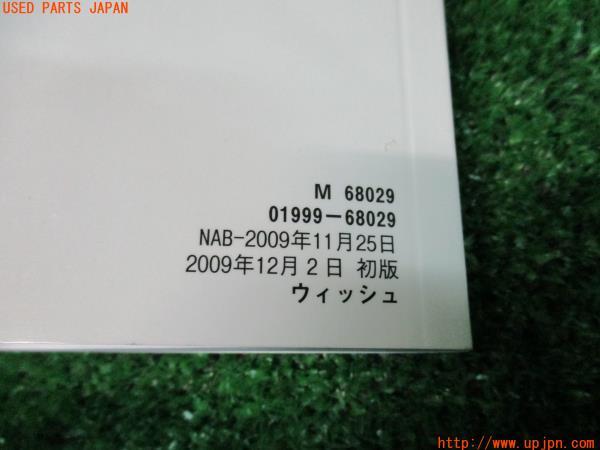 USED PARTS JAPAN
M 68029
01999-68029
NAB-2009年11月25日
2009年12月2日 初版
ウィッシュ
http://www.upjpn.com/